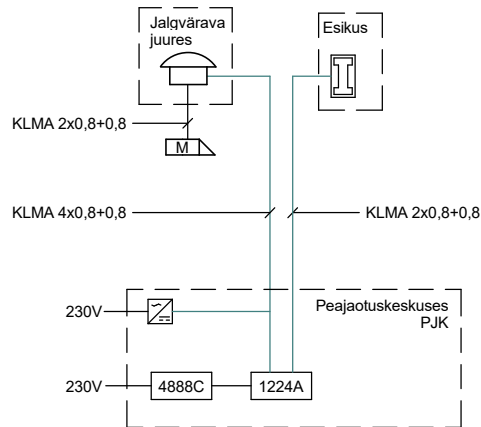 Jalgvärava
juures
Esikus
KLMA 2x0,8+0,8
M
KLMA 4x0,8+0,8
KLMA 2x0,8+0,8
Peajaotuskeskuses
PJK
230V
230V
4888C
1224A